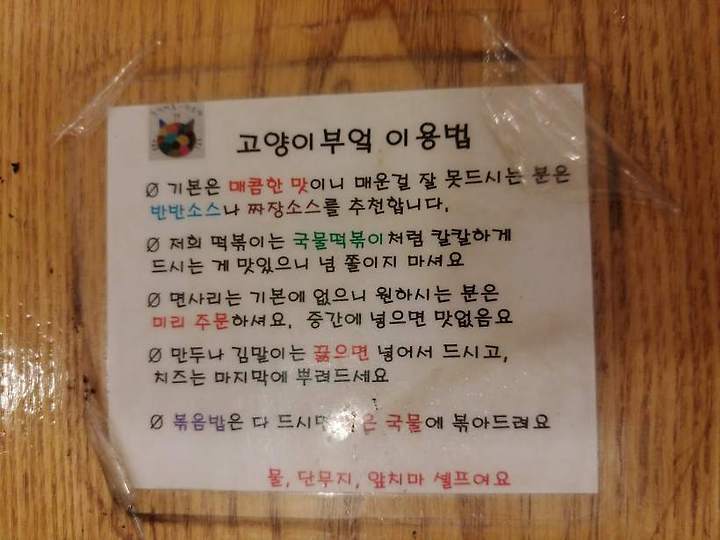 고양이부엌 이용법
Ø 기본은 매콤한 맛이니 매운걸 잘 못드시는 분은
반반소스나 짜장소스를 추천합니다.
Ø 저희 떡볶이는 국물떡볶이처럼 칼칼하게
드시는 게 맛있으니 넘 쫄이지 마셔요
Ø 면사리는 기본에 없으니 원하시는 분은
미리 주문하셔요. 중간에 넣으면 맛없음요
Ø 만두나 김말이는 끓으면 넣어서 드시고,
치즈는 마지막에 뿌려드세요
Ø 볶음밥은 다 국물에 볶아드려요
물, 단무지, 앞치마 셀프여요